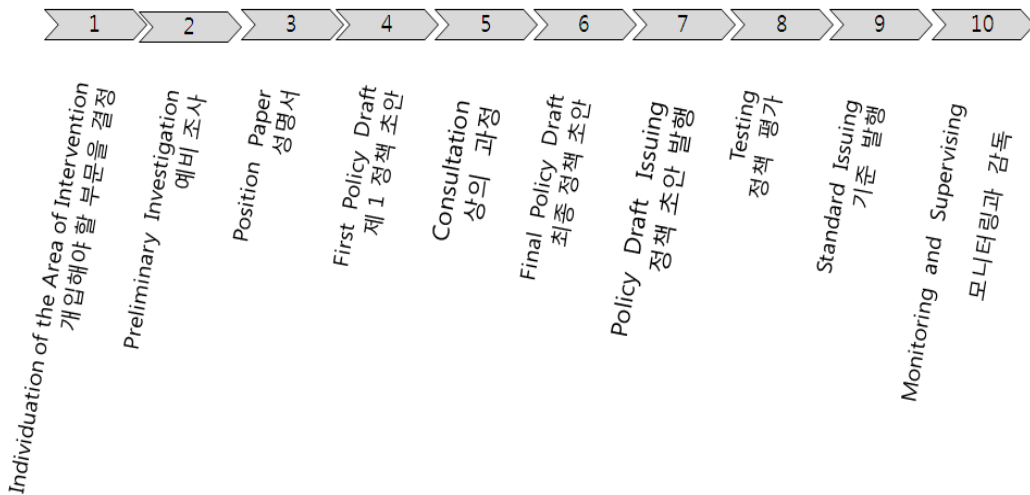 1 2 3 4 5 6 7 8 9 10
Individuation of the Area of Intervention
개입해야 할 부문을 결정
Preliminary Investigation
예비 조사
Position Paper
성명서
First Policy Draft
제 1 정책 초안
Consultation
상의 과정
Final Policy Draft
최종 정책 초안
Policy Draft Issuing
정책 초안 발행
Testing
정책 평가
Standard Issuing
기준 발행
Monitoring and Supervising
모니터링과 감독